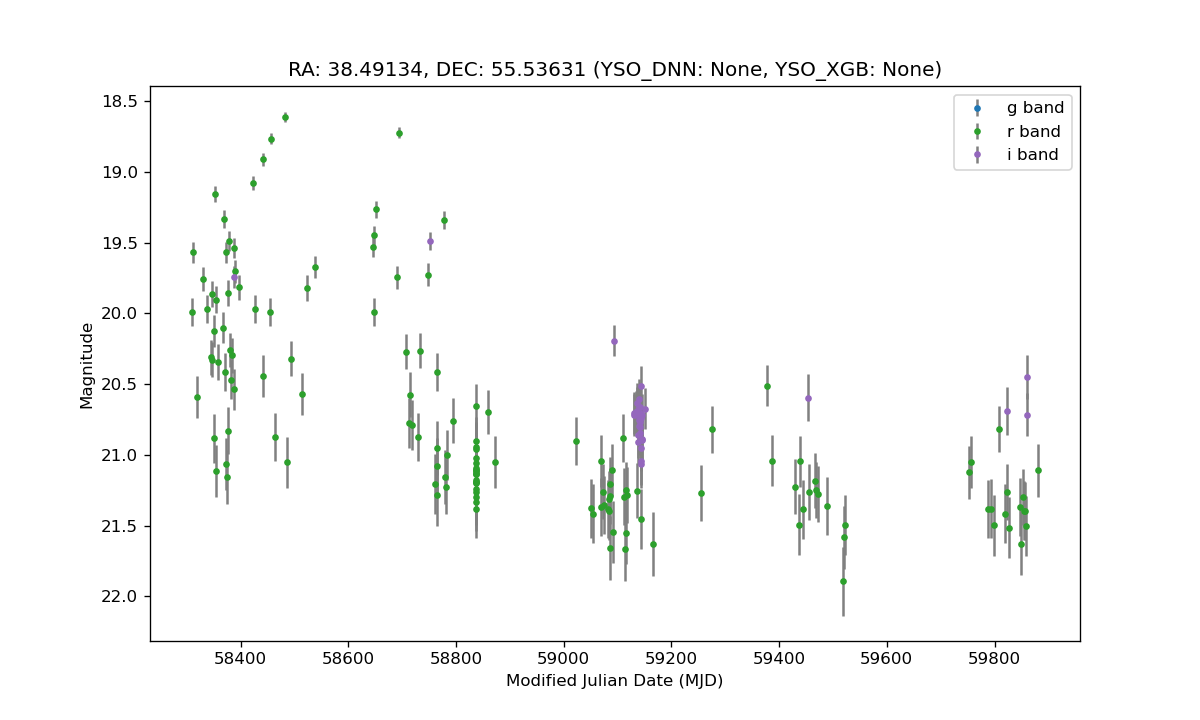 RA: 38.49134, DEC: 55.53631 (YSO_DNN: None, YSO_XGB: None)
g band
r band
i band
18.5
19.0
19.5
20.0
20.5
21.0
21.5
22.0
Magnitude
58400
58600
58800
59000
59200
59400
59600
59800
Modified Julian Date (MJD)